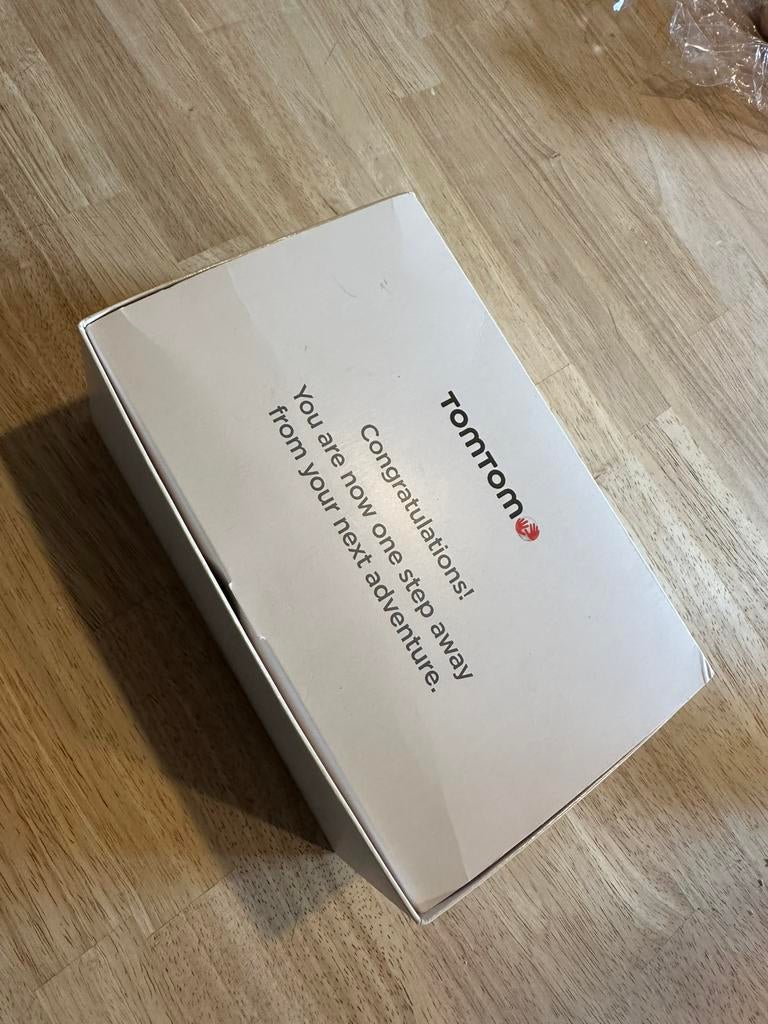 TOMTOM
Congratulations!
You are now one step away
from your next adventure.